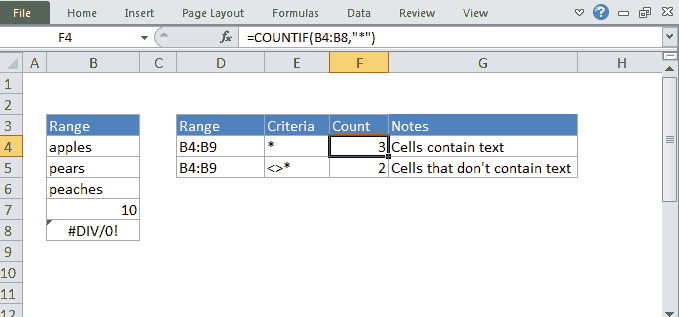 File Home Insert Page Layout Formulas Data Review View
F4 fx =COUNTIF(B4:B8,"*")
A B C D E F G H
1
2
3 Range Range Criteria Count Notes
4 apples B4:B9 * 3 Cells contain text
5 pears B4:B9 <>* 2 Cells that don't contain text
6 peaches
7 10
8 #DIV/0!
9
10
11
12